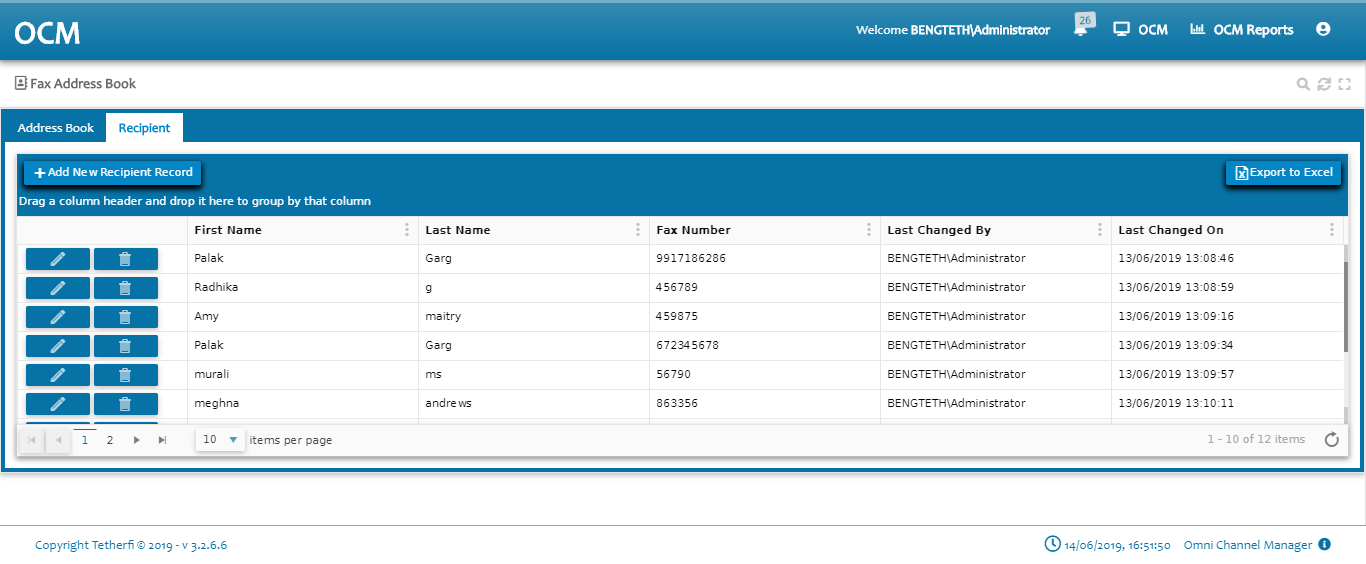 OCM
Welcome BENGTETH\Administrator
26
OCM
OCM Reports
Fax Address Book
Address Book
Recipient
Add New Recipient Record
Export to Excel
Drag a column header and drop it here to group by that column
First Name Last Name Fax Number Last Changed By Last Changed On
Palak Garg 9917186286 BENGTETH\Administrator 13/06/2019 13:08:46
Radhika g 456789 BENGTETH\Administrator 13/06/2019 13:08:59
Amy maitry 459875 BENGTETH\Administrator 13/06/2019 13:09:16
Palak Garg 672345678 BENGTETH\Administrator 13/06/2019 13:09:34
murali ms 56790 BENGTETH\Administrator 13/06/2019 13:09:57
meghna andrews 863356 BENGTETH\Administrator 13/06/2019 13:10:11
1 2 10 items per page 1 - 10 of 12 items
Copyright Tetherfi © 2019 - v 3.2.6.6
14/06/2019, 16:51:50 Omni Channel Manager